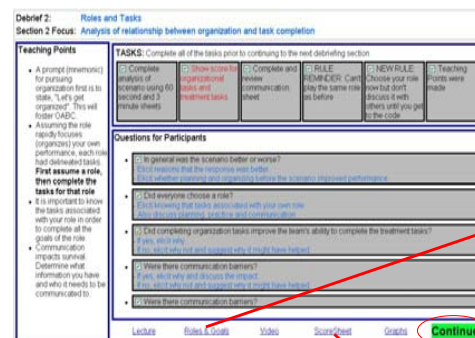 Debrief 2: Roles and Tasks
Section 2 Focus: Analysis of relationship between organization and task completion
Teaching Points
• A prompt (mnemonic)
for pursuing
organization first is to
state, "Let's get
organized". This will
foster OAEC.
• Assuming the role
rapidly focuses
(organizes) your own
performance, each role
had delineated tasks.
First assume a role,
then complete the
tasks for that role
• It is important to know
the tasks associated
with your role in order
to complete all the
goals of the role.
• Communication
impacts survival.
Determine what
information you have
and who it needs to be
communicated to.
TASKS: Complete all of the tasks prior to continuing to the next debriefing section
Complete
analysis of
scenario using 60
second and 3
minute sheets
Show score for
organizational
tasks and
treatment tasks
Complete and
review
communication
sheet
RULE
REMINDER: Can't
play the same role
as before
NEW RULE:
Choose your role
now but don't
discuss it with
others until you get
to the code
Teaching
Points were
made
Questions for Participants
• In general was the scenario better or worse?
Elicit reasons that the response was better.
Elicit whether planning and organizing before the scenario improved performance.
• Did everyone choose a role?
Elicit knowing that tasks associated with your own role.
Also discuss planning, practice and communication
• Did completing organization tasks improve the team's ability to complete the treatment tasks?
If yes, elicit why
If no, elicit why not and suggest why it might have helped.
• Were there communication barriers?
If yes, elicit why and discuss the impact.
If no, elicit why not and suggest why it might have helped.
• Were there communication barriers?
Lecture Roles & Goals Video ScoreSheet Graphs Continue